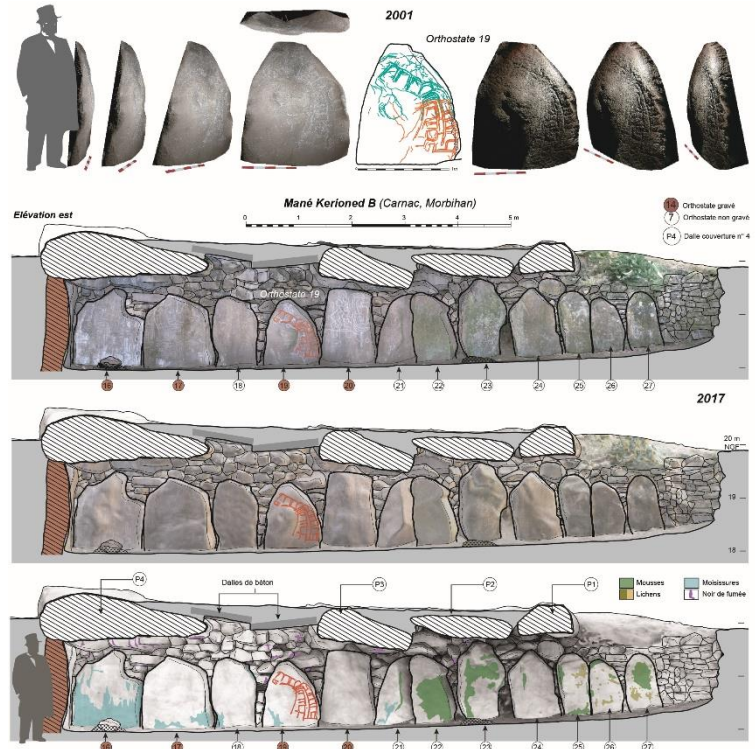 2001
Orthostate 19
1m
Mané Kerioned B (Carnac, Morbihan)
Elévation est
0 1 2 3 4 5 m
14 Orthostate gravé
7 Orthostate non gravé
P4 Dalle couverture n° 4
Orthostate 19
16 17 18 19 20 21 22 23 24 25 26 27
2017
20 m
NGF
19
18
P4
Dalles de béton
P3
P2
P1
Mousses
Moisissures
Lichens
Noir de fumée
16 17 18 19 20 21 22 23 24 25 26 27